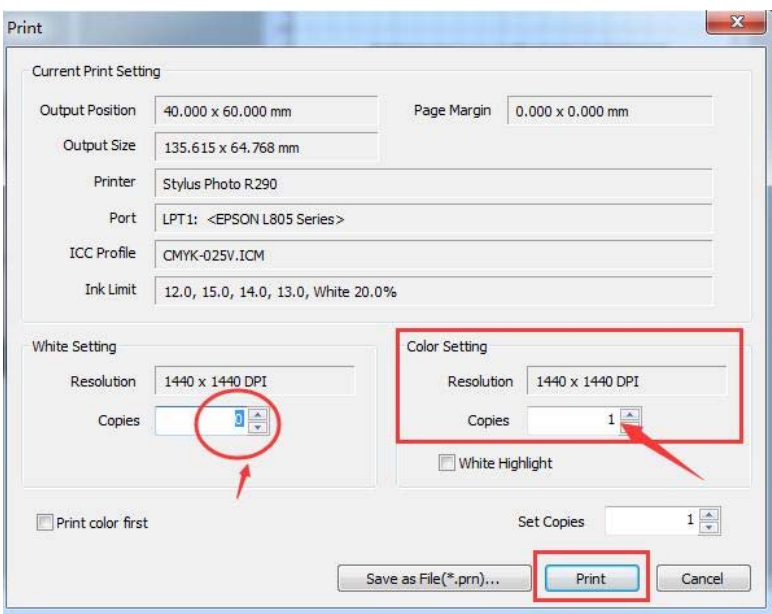 Print
Current Print Setting
Output Position 40.000 x 60.000 mm Page Margin 0.000 x 0.000 mm
Output Size 135.615 x 64.768 mm
Printer Stylus Photo R290
Port LPT1: <EPSON L805 Series>
ICC Profile CMYK-025V.ICM
Ink Limit 12.0, 15.0, 14.0, 13.0, White 20.0%
White Setting Color Setting
Resolution 1440 x 1440 DPI Resolution 1440 x 1440 DPI
Copies 0 Copies 1
White Highlight
Print color first Set Copies 1
Save as File(*.prn)... Print Cancel